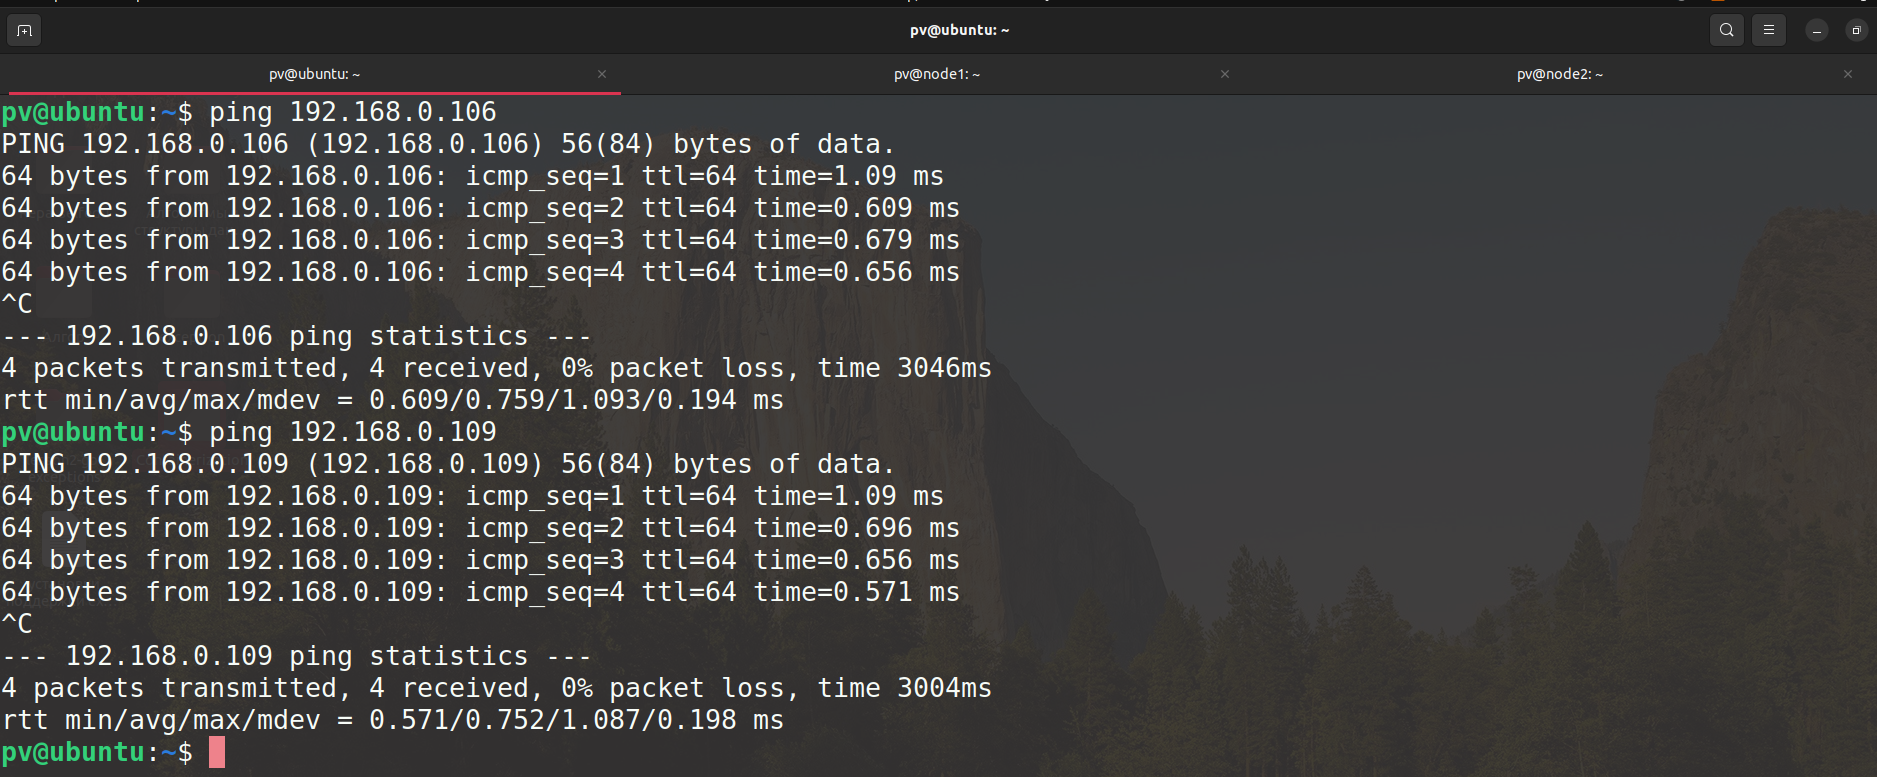 pv@ubuntu: ~
pv@ubuntu: ~
pv@node1: ~
pv@node2: ~
pv@ubuntu:~$ ping 192.168.0.106
PING 192.168.0.106 (192.168.0.106) 56(84) bytes of data.
64 bytes from 192.168.0.106: icmp_seq=1 ttl=64 time=1.09 ms
64 bytes from 192.168.0.106: icmp_seq=2 ttl=64 time=0.609 ms
64 bytes from 192.168.0.106: icmp_seq=3 ttl=64 time=0.679 ms
64 bytes from 192.168.0.106: icmp_seq=4 ttl=64 time=0.656 ms
^C
--- 192.168.0.106 ping statistics ---
4 packets transmitted, 4 received, 0% packet loss, time 3046ms
rtt min/avg/max/mdev = 0.609/0.759/1.093/0.194 ms
pv@ubuntu:~$ ping 192.168.0.109
PING 192.168.0.109 (192.168.0.109) 56(84) bytes of data.
64 bytes from 192.168.0.109: icmp_seq=1 ttl=64 time=1.09 ms
64 bytes from 192.168.0.109: icmp_seq=2 ttl=64 time=0.696 ms
64 bytes from 192.168.0.109: icmp_seq=3 ttl=64 time=0.656 ms
64 bytes from 192.168.0.109: icmp_seq=4 ttl=64 time=0.571 ms
^C
--- 192.168.0.109 ping statistics ---
4 packets transmitted, 4 received, 0% packet loss, time 3004ms
rtt min/avg/max/mdev = 0.571/0.752/1.087/0.198 ms
pv@ubuntu:~$